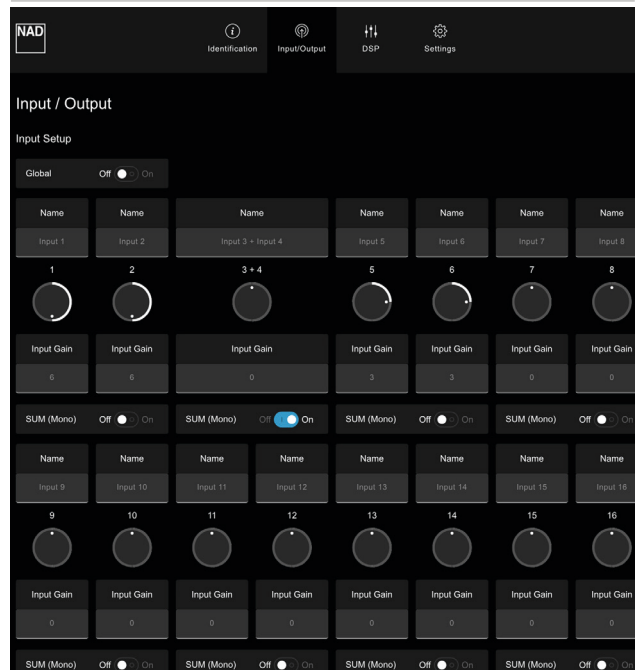 NAD
Identification Input/Output DSP Settings
Input / Output
Input Setup
Global Off On
Name Name Name Name Name Name Name
Input 1 Input 2 Input 3 + Input 4 Input 5 Input 6 Input 7 Input 8
1 2 3 + 4 5 6 7 8
Input Gain Input Gain Input Gain Input Gain Input Gain Input Gain Input Gain
6 6 0 3 3 0 0
SUM (Mono) Off On SUM (Mono) Off On SUM (Mono) Off On SUM (Mono) Off On
Name Name Name Name Name Name Name Name
Input 9 Input 10 Input 11 Input 12 Input 13 Input 14 Input 15 Input 16
9 10 11 12 13 14 15 16
Input Gain Input Gain Input Gain Input Gain Input Gain Input Gain Input Gain Input Gain
0 0 0 0 0 0 0 0
SUM (Mono) Off On SUM (Mono) Off On SUM (Mono) Off On SUM (Mono) Off On